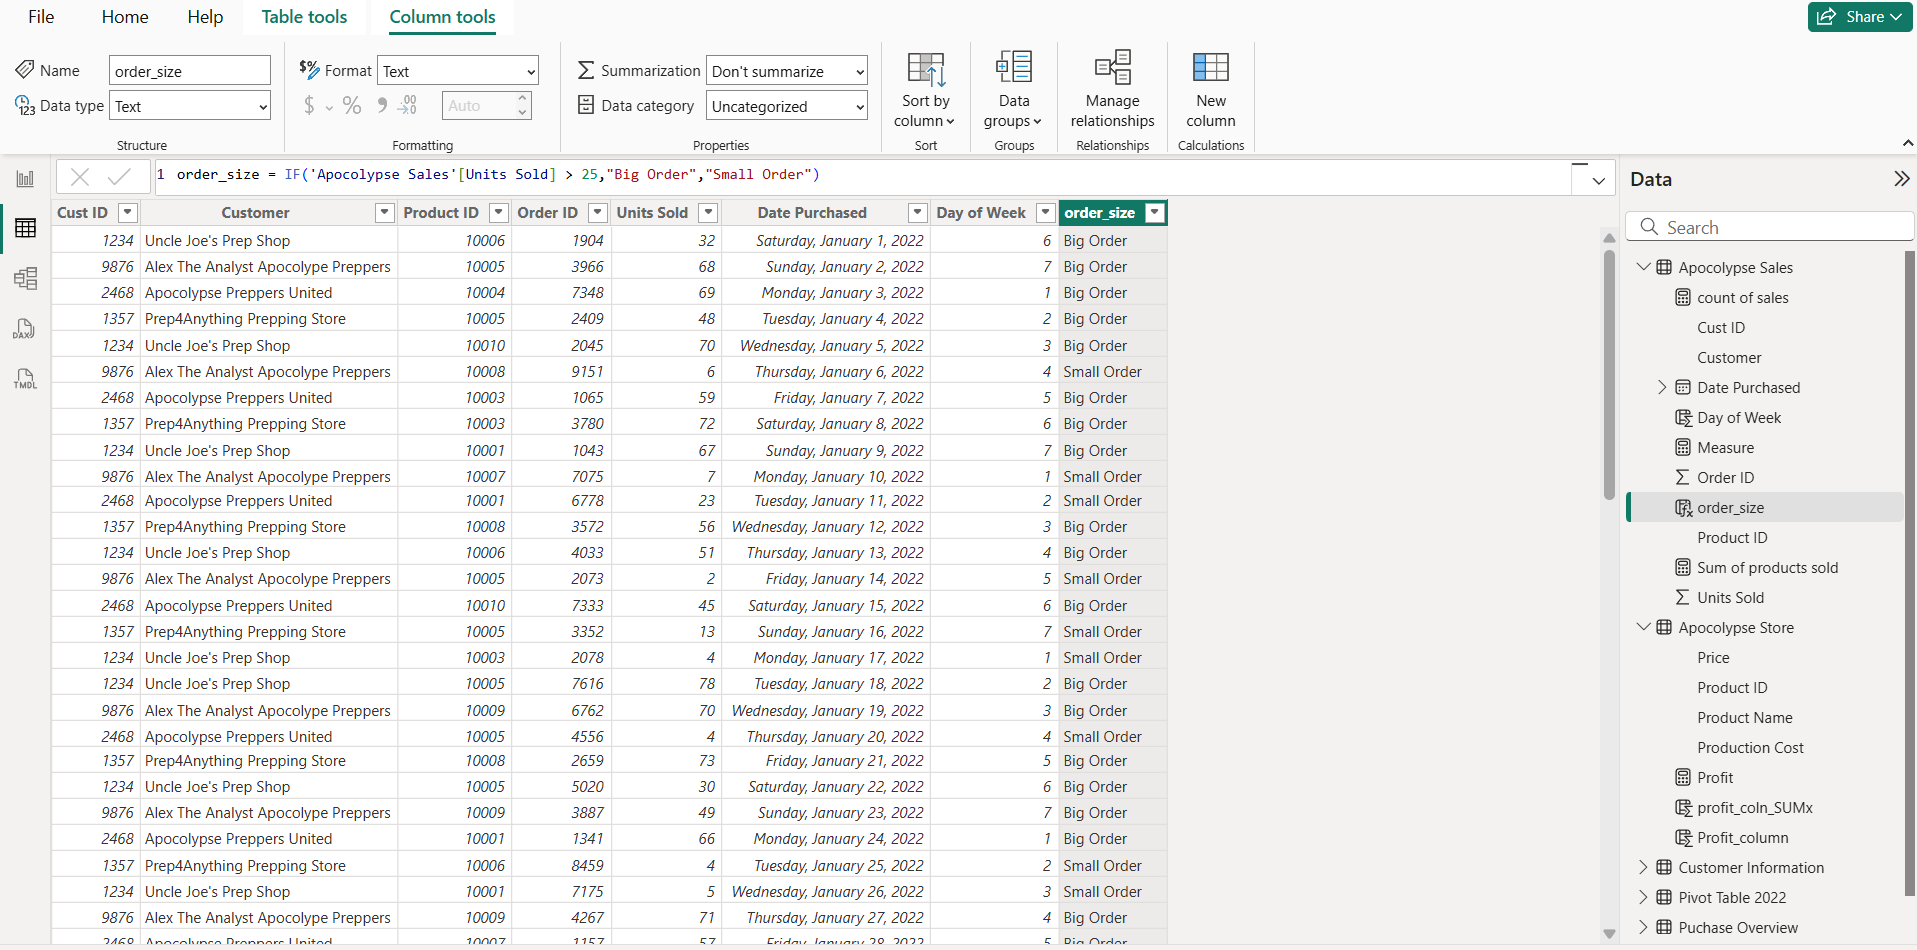 File Home Help Table tools Column tools Share
Name order_size Format Text Summarization Don't summarize
Data type Text $ % Auto Data category Uncategorized
Sort by column Data groups Manage relationships New column
Structure Formatting Properties Sort Groups Relationships Calculations
1 order_size = IF('Apocolypse Sales'[Units Sold] > 25,"Big Order","Small Order")
Cust ID Customer Product ID Order ID Units Sold Date Purchased Day of Week order_size
1234 Uncle Joe's Prep Shop 10006 1904 32 Saturday, January 1, 2022 6 Big Order
9876 Alex The Analyst Apocolype Preppers 10005 3966 68 Sunday, January 2, 2022 7 Big Order
2468 Apocolypse Preppers United 10004 7348 69 Monday, January 3, 2022 1 Big Order
1357 Prep4Anything Prepping Store 10005 2409 48 Tuesday, January 4, 2022 2 Big Order
1234 Uncle Joe's Prep Shop 10010 2045 70 Wednesday, January 5, 2022 3 Big Order
9876 Alex The Analyst Apocolype Preppers 10008 9151 6 Thursday, January 6, 2022 4 Small Order
2468 Apocolypse Preppers United 10003 1065 59 Friday, January 7, 2022 5 Big Order
1357 Prep4Anything Prepping Store 10003 3780 72 Saturday, January 8, 2022 6 Big Order
1234 Uncle Joe's Prep Shop 10001 1043 67 Sunday, January 9, 2022 7 Big Order
9876 Alex The Analyst Apocolype Preppers 10007 7075 7 Monday, January 10, 2022 1 Small Order
2468 Apocolypse Preppers United 10001 6778 23 Tuesday, January 11, 2022 2 Small Order
1357 Prep4Anything Prepping Store 10008 3572 56 Wednesday, January 12, 2022 3 Big Order
1234 Uncle Joe's Prep Shop 10006 4033 51 Thursday, January 13, 2022 4 Big Order
9876 Alex The Analyst Apocolype Preppers 10005 2073 2 Friday, January 14, 2022 5 Small Order
2468 Apocolypse Preppers United 10010 7333 45 Saturday, January 15, 2022 6 Big Order
1357 Prep4Anything Prepping Store 10005 3352 13 Sunday, January 16, 2022 7 Small Order
1234 Uncle Joe's Prep Shop 10003 2078 4 Monday, January 17, 2022 1 Small Order
1234 Uncle Joe's Prep Shop 10005 7616 78 Tuesday, January 18, 2022 2 Big Order
9876 Alex The Analyst Apocolype Preppers 10009 6762 70 Wednesday, January 19, 2022 3 Big Order
2468 Apocolypse Preppers United 10005 4556 4 Thursday, January 20, 2022 4 Small Order
1357 Prep4Anything Prepping Store 10008 2659 73 Friday, January 21, 2022 5 Big Order
1234 Uncle Joe's Prep Shop 10005 5020 30 Saturday, January 22, 2022 6 Big Order
9876 Alex The Analyst Apocolype Preppers 10009 3887 49 Sunday, January 23, 2022 7 Big Order
2468 Apocolypse Preppers United 10001 1341 66 Monday, January 24, 2022 1 Big Order
1357 Prep4Anything Prepping Store 10006 8459 4 Tuesday, January 25, 2022 2 Small Order
1234 Uncle Joe's Prep Shop 10001 7175 5 Wednesday, January 26, 2022 3 Small Order
9876 Alex The Analyst Apocolype Preppers 10009 4267 71 Thursday, January 27, 2022 4 Big Order
2468 Apocolypse Preppers United 10007 1157 57 Friday, January 28, 2022 5 Big Order
DAX
TMDL
Data
Search
Apocolypse Sales
count of sales
Cust ID
Customer
Date Purchased
Day of Week
Measure
Order ID
order_size
Product ID
Sum of products sold
Units Sold
Apocolypse Store
Price
Product ID
Product Name
Production Cost
Profit
profit_coln_SUMx
Profit_column
Customer Information
Pivot Table 2022
Puchase Overview